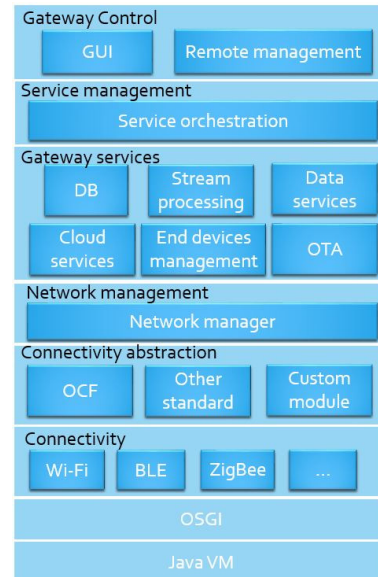 Gateway Control
GUI
Remote management
Service management
Service orchestration
Gateway services
DB
Stream
processing
Data
services
Cloud
services
End devices
management
OTA
Network management
Network manager
Connectivity abstraction
OCF
Other
standard
Custom
module
Connectivity
Wi-Fi
BLE
ZigBee
...
OSGI
Java VM